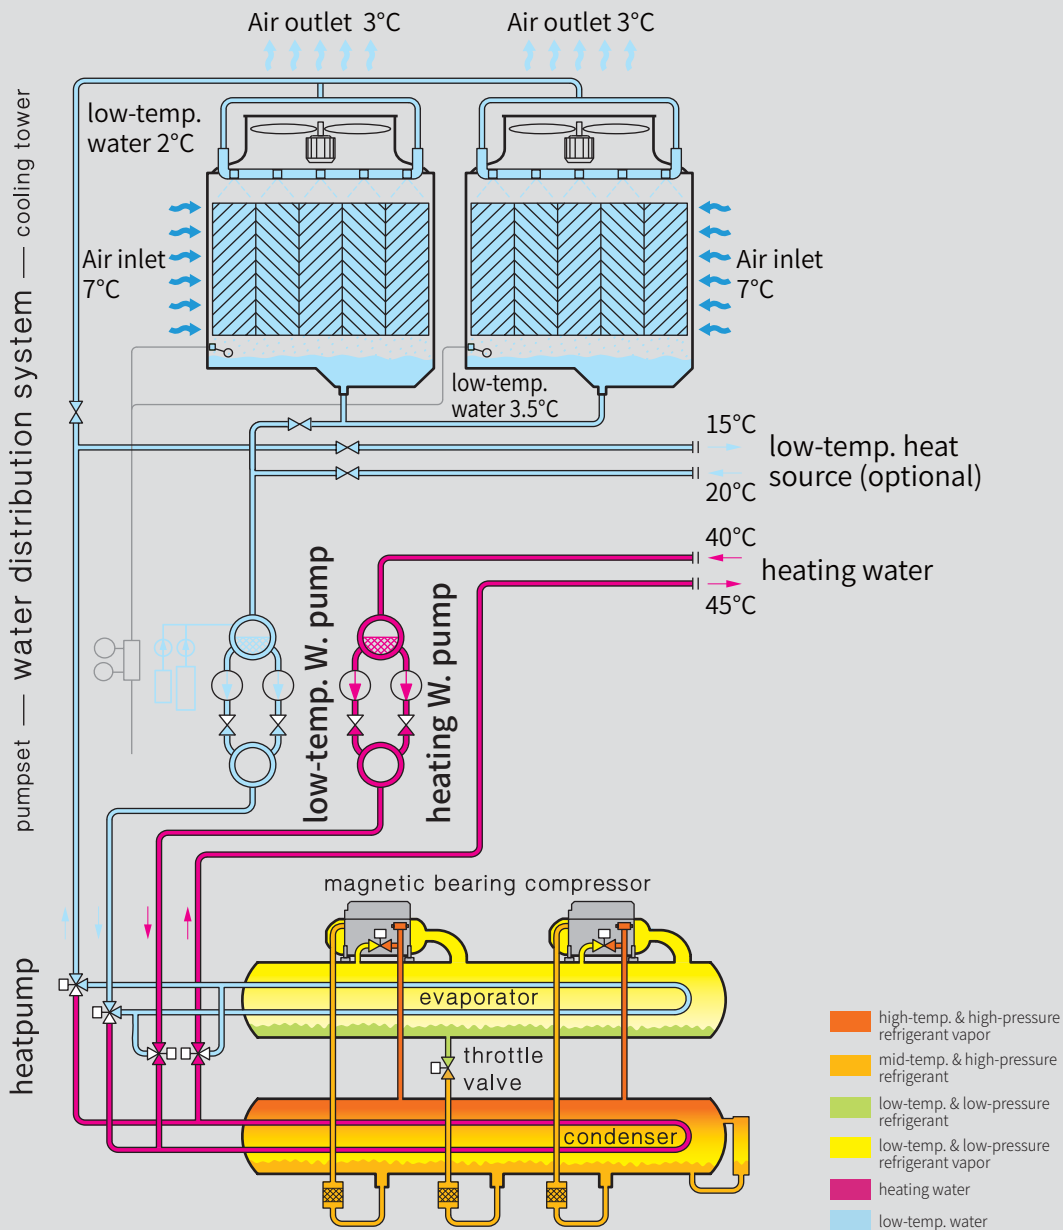 Air outlet 3°C
Air outlet 3°C
low-temp.
water 2°C
Air inlet
7°C
Air inlet
7°C
low-temp.
water 3.5°C
15°C
low-temp. heat
source (optional)
20°C
40°C
heating water
45°C
pumpset — water distribution system — cooling tower
low-temp. W. pump
heating W. pump
magnetic bearing compressor
heatpump
evaporator
throttle
valve
condenser
high-temp. & high-pressure
refrigerant vapor
mid-temp. & high-pressure
refrigerant
low-temp. & low-pressure
refrigerant
low-temp. & low-pressure
refrigerant vapor
heating water
low-temp. water